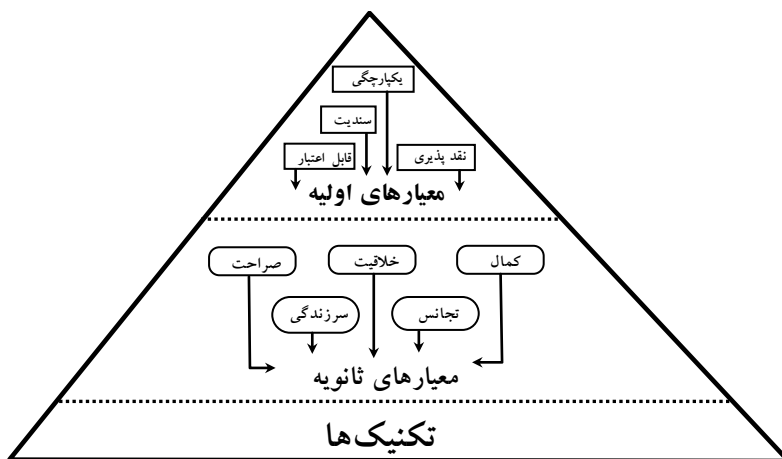 یکپارچگی
سندیت
نقد پذیری
قابل اعتبار
معیارهای اولیه
کمال
خلاقیت
صراحت
تجانس
سرزندگی
معیارهای ثانویه
تکنیک‌ها